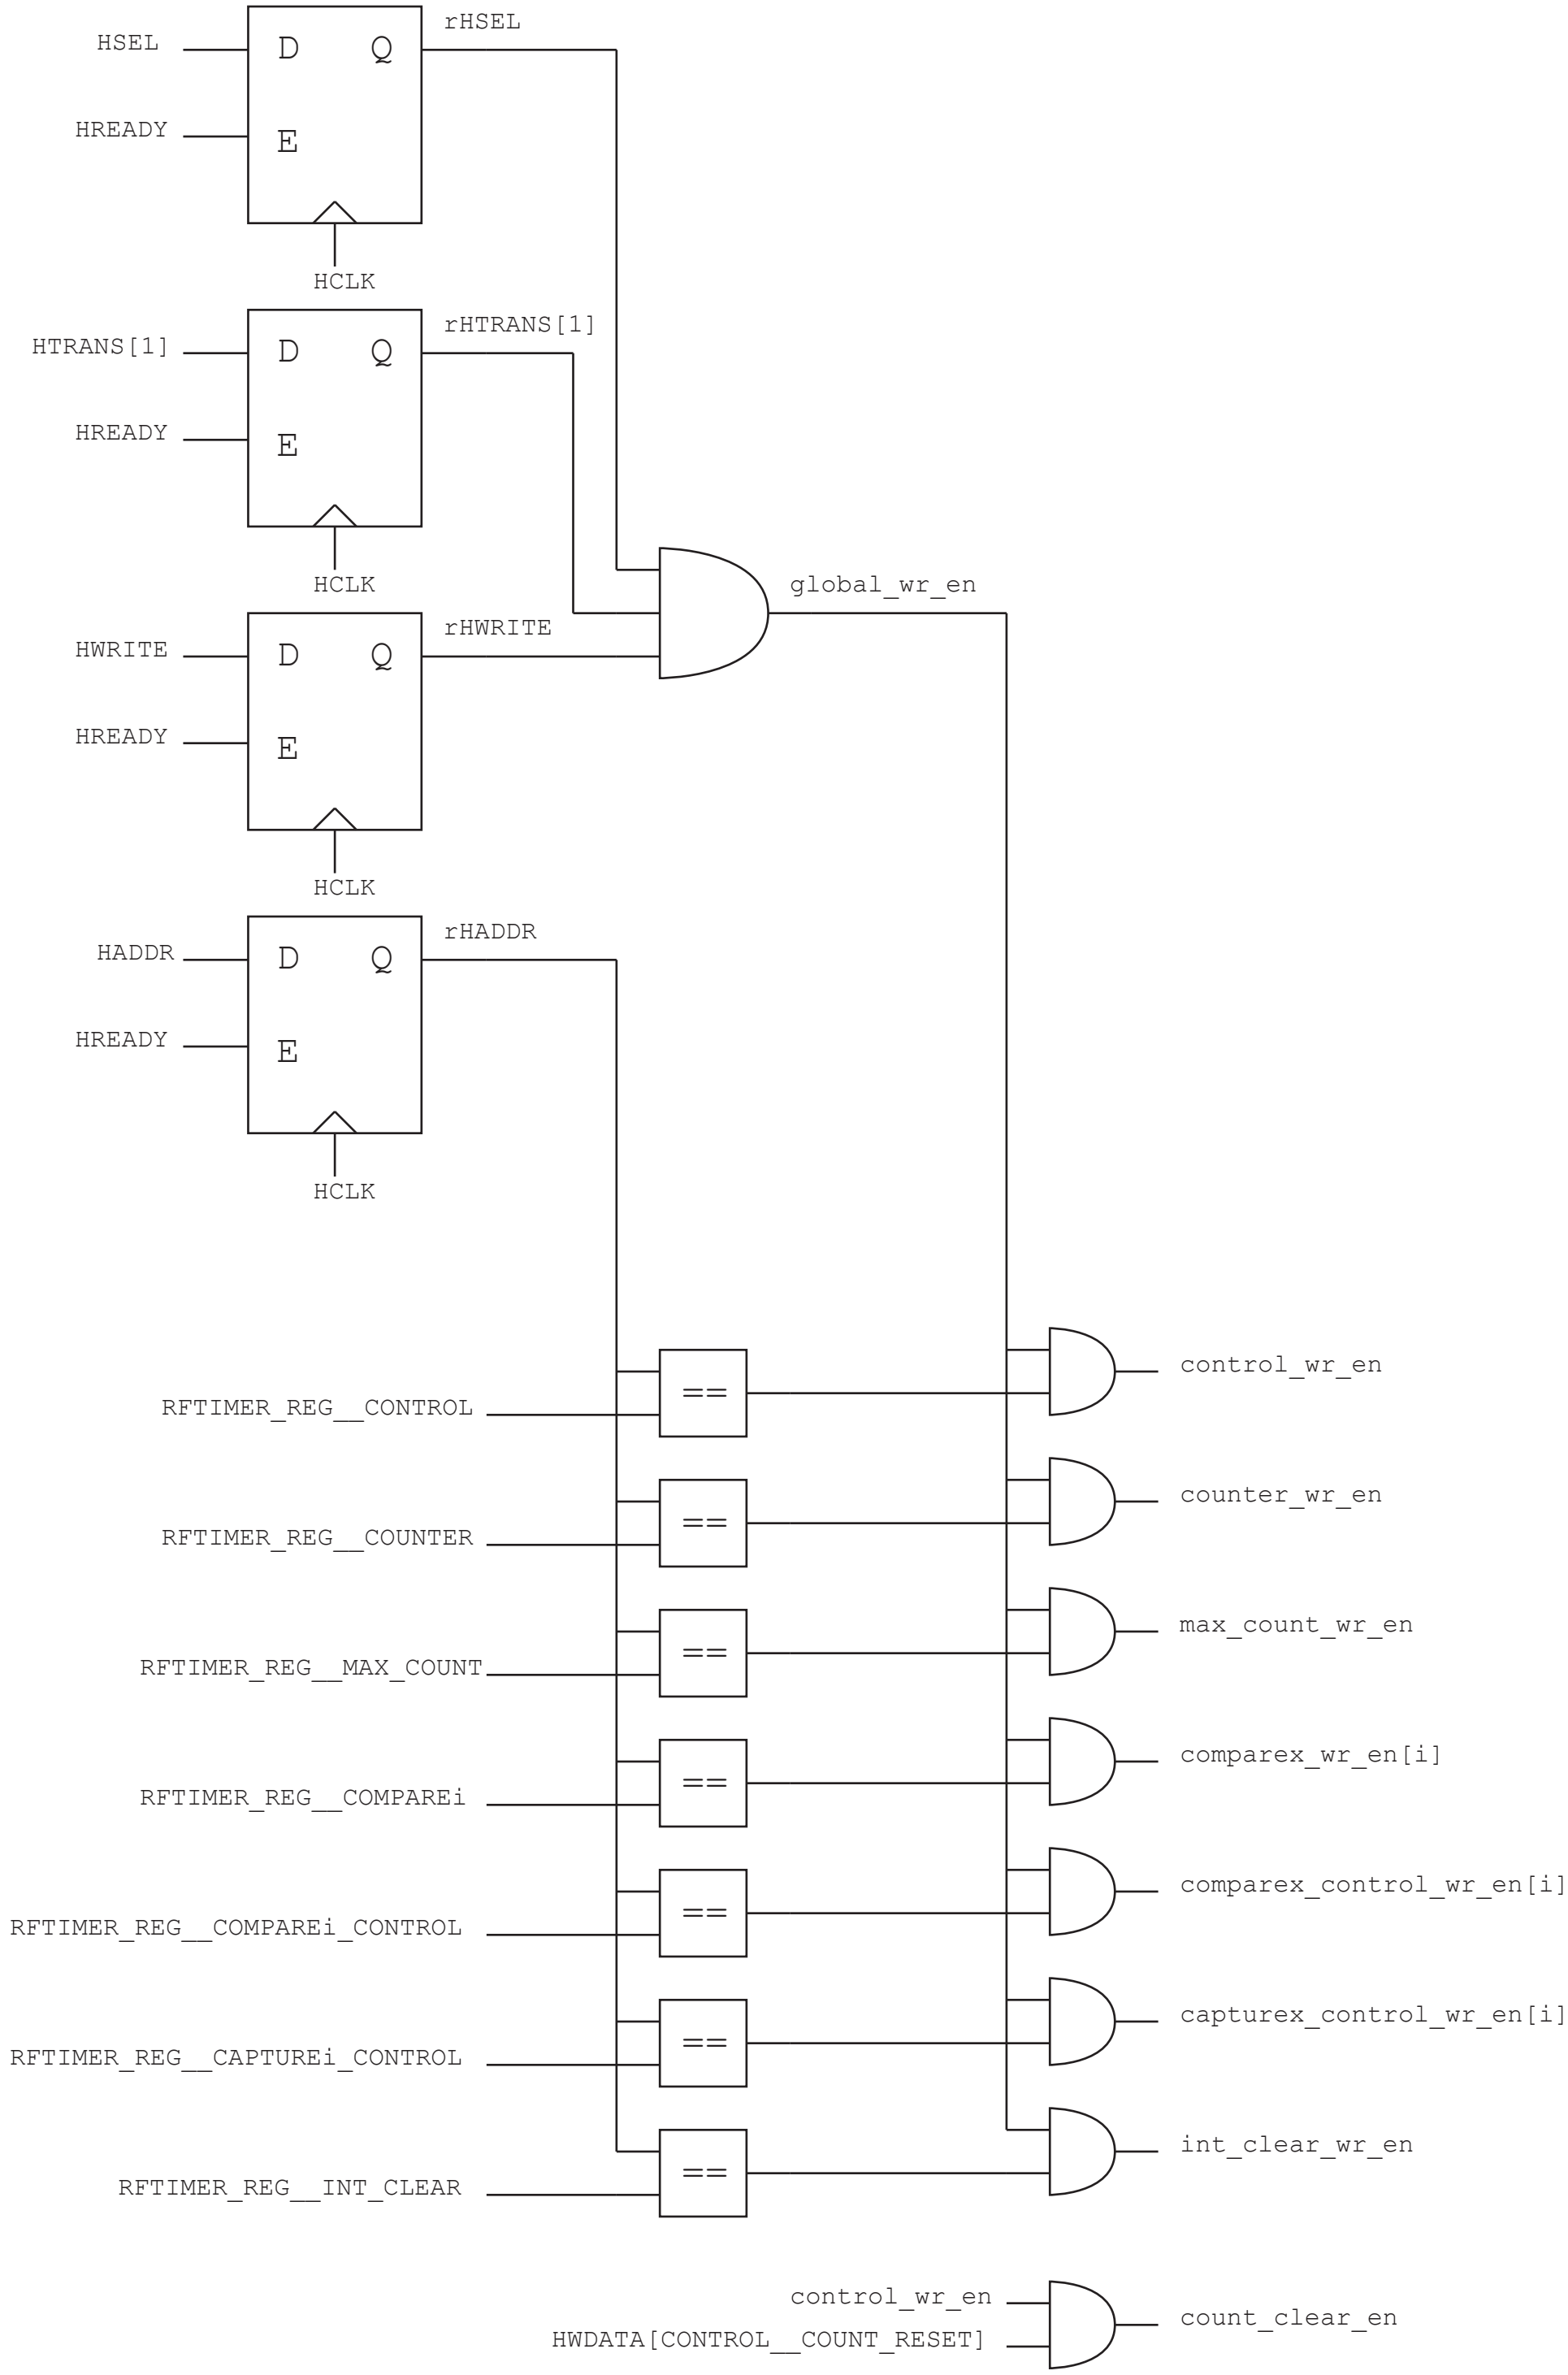 rHSEL
HSEL
D Q
HREADY
E
HCLK
rHTRANS[1]
HTRANS[1]
D Q
HREADY
E
HCLK
global_wr_en
rHWRITE
HWRITE
D Q
HREADY
E
HCLK
rHADDR
HADDR
D Q
HREADY
E
HCLK
control_wr_en
==
RFTIMER_REG__CONTROL
counter_wr_en
==
RFTIMER_REG__COUNTER
max_count_wr_en
==
RFTIMER_REG__MAX_COUNT
comparex_wr_en[i]
==
RFTIMER_REG__COMPAREi
comparex_control_wr_en[i]
==
RFTIMER_REG__COMPAREi_CONTROL
capturex_control_wr_en[i]
==
RFTIMER_REG__CAPTUREi_CONTROL
int_clear_wr_en
==
RFTIMER_REG__INT_CLEAR
control_wr_en
count_clear_en
HWDATA[CONTROL__COUNT_RESET]